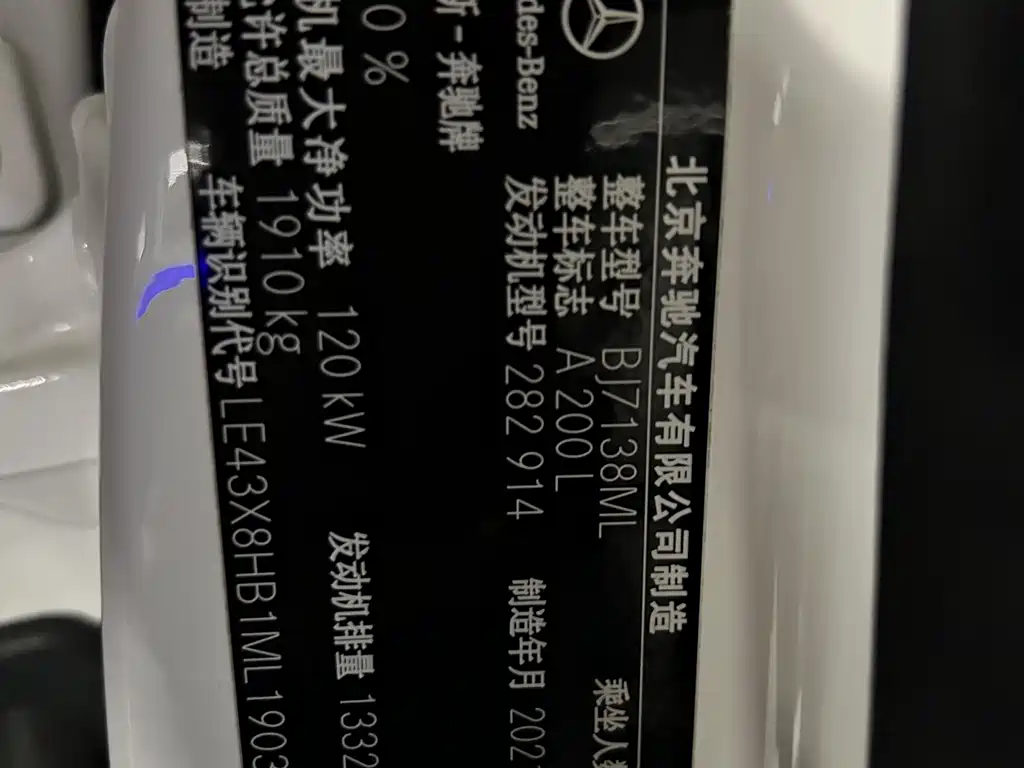 北京奔驰汽车有限公司制造
整车型号 BJ7138ML 乘坐人
整车标志 A 200 L
发动机型号 282 914 制造年月 202
des-Benz
奔驰牌
0 %
机最大净功率 120 kW 发动机排量 1332
许总质量 1910 kg
制造 车辆识别代号 LE43X8HB1ML1903